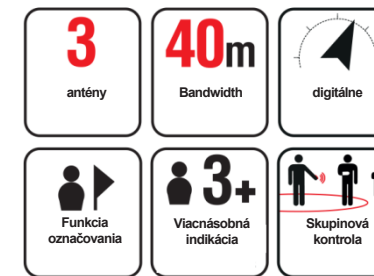 3
antény
40m
Bandwidth
digitálne
Funkcia
označovania
3+
Viacnásobná
indikácia
Skupinová
kontrola